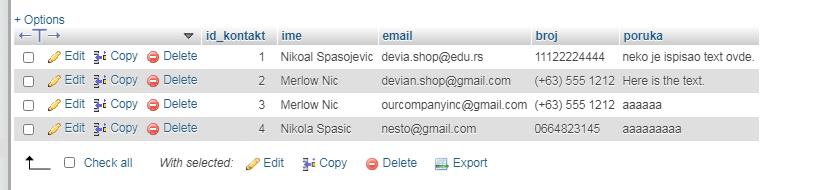 + Options
←T→ id_kontakt ime email broj poruka
Edit Copy Delete 1 Nikoal Spasojevic devia.shop@edu.rs 11122224444 neko je ispisao text ovde.
Edit Copy Delete 2 Merlow Nic devian.shop@gmail.com (+63) 555 1212 Here is the text.
Edit Copy Delete 3 Merlow Nic ourcompanyinc@gmail.com (+63) 555 1212 aaaaaa
Edit Copy Delete 4 Nikola Spasic nesto@gmail.com 0664823145 aaaaaaaaa
Check all With selected: Edit Copy Delete Export